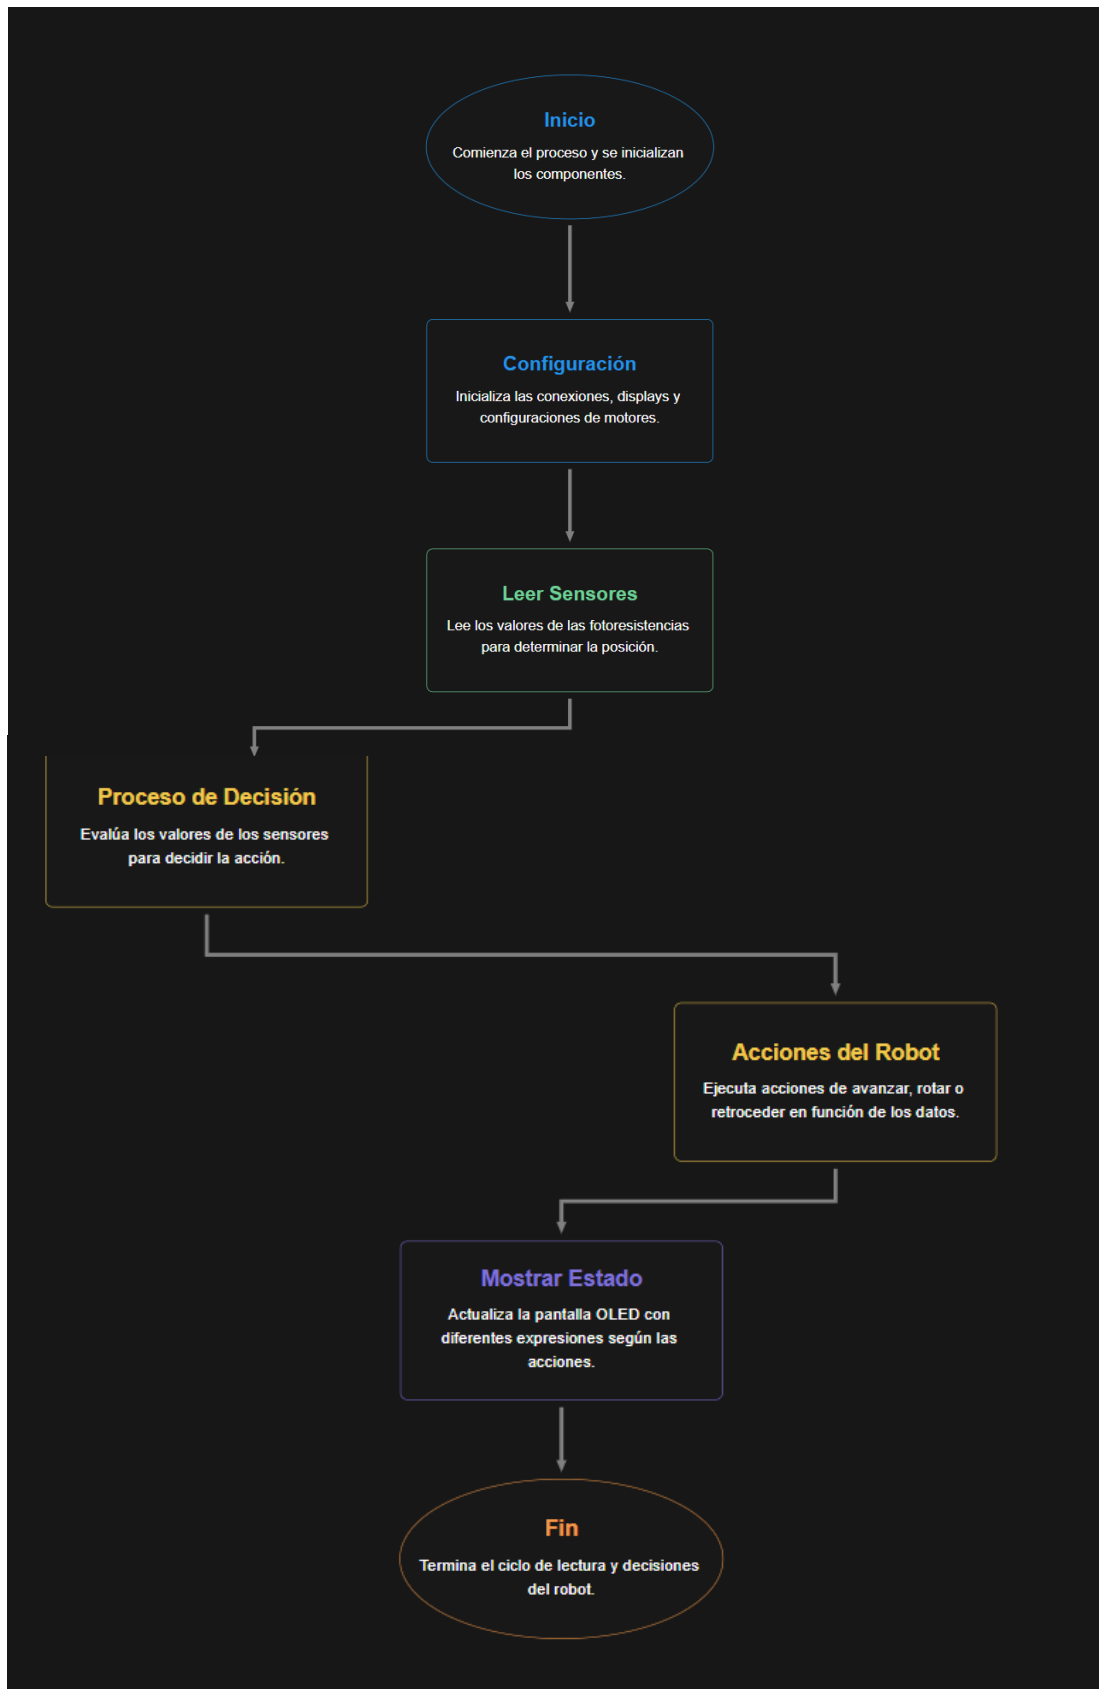 Inicio
Comienza el proceso y se inicializan
los componentes.
Configuración
Inicializa las conexiones, displays y
configuraciones de motores.
Leer Sensores
Lee los valores de las fotoresistencias
para determinar la posición.
Proceso de Decisión
Evalúa los valores de los sensores
para decidir la acción.
Acciones del Robot
Ejecuta acciones de avanzar, rotar o
retroceder en función de los datos.
Mostrar Estado
Actualiza la pantalla OLED con
diferentes expresiones según las
acciones.
Fin
Termina el ciclo de lectura y decisiones
del robot.